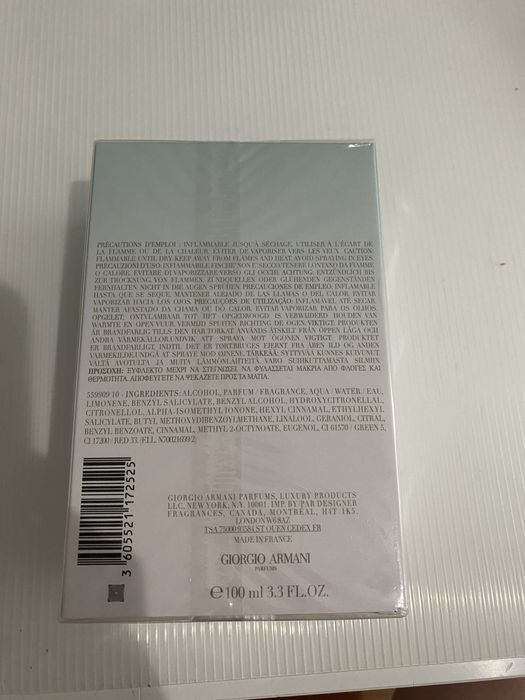 PRÉCAUTIONS D'EMPLOI : INFLAMMABLE JUSQU'À SÉCHAGE. UTILISER À L'ÉCART DE
LA FLAMME OU DE LA CHALEUR. ÉVITER DE VAPORISER VERS LES YEUX. CAUTION:
FLAMMABLE UNTIL DRY. KEEP AWAY FROM FLAMES AND HEAT. AVOID SPRAYING IN EYES.
PRECAUZIONI D'USO: INFIAMMABILE FINCHÉ NON È SECCO. TENERE LONTANO DA FIAMME
O CALORE. EVITARE DI VAPORIZZARE VERSO GLI OCCHI. ACHTUNG: ENTZÜNDLICH BIS
ZUR TROCKNUNG. VON FLAMMEN, ZÜNDQUELLEN ODER GLÜHENDEN GEGENSTÄNDEN
FERNHALTEN. NICHT IN DIE AUGEN SPRÜHEN. PRECAUCIONES DE EMPLEO: INFLAMABLE
HASTA QUE SE SEQUE. MANTENER ALEJADO DE LAS LLAMAS O DEL CALOR. EVITAR
VAPORIZAR HACIA LOS OJOS. PRECAUÇÕES DE UTILIZAÇÃO: INFLAMÁVEL ATÉ SECAR.
MANTER AFASTADO DA CHAMA OU DO CALOR. EVITAR VAPORIZAR PARA OS OLHOS.
OPGELET: ONTVLAMBAAR TOT HET OPGEDROOGD IS. VERWIJDERD HOUDEN VAN
WARMTE EN OPEN VUUR. VERMIJD SPUITEN RICHTING DE OGEN. VIKTIGT: PRODUKTEN
ÄR BRANDFARLIG TILLS DEN HAR TORKAT. ANVÄNDS ÅTSKILT FRÅN ÖPPEN LÅGA OCH
ANDRA VÄRMEKÄLLOR. UNDVIK ATT SPRAYA MOT ÖGONEN. VIGTIGT: PRODUKTET
ER BRANDFARLIGT, INDTIL DET ER TØRT. BRUGES FJERNT FRA ÅBEN ILD OG ANDEN
VARMEKILDE. UNDGÅ AT SPRAYE MOD ØJNENE. TÄRKEÄÄ: SYTTYVÄÄ KUNNES KUIVUNUT.
VÄLTÄ AVOTULTA JA MUITA LÄMMÖNLÄHTEITÄ. VARO SUIHKUTTAMASTA SILMIIN.
ΠΡΟΣΟΧΗ: ΕΥΦΛΕΚΤΟ ΜΕΧΡΙ ΝΑ ΣΤΕΓΝΩΣΕΙ. ΝΑ ΦΥΛΑΣΣΕΤΑΙ ΜΑΚΡΙΑ ΑΠΟ ΦΛΟΓΕΣ ΚΑΙ
ΘΕΡΜΟΤΗΤΑ. ΑΠΟΦΕΥΓΕΤΕ ΝΑ ΨΕΚΑΖΕΤΕ ΠΡΟΣ ΤΑ ΜΑΤΙΑ.
559909 10 - INGREDIENTS: ALCOHOL, PARFUM / FRAGRANCE, AQUA / WATER / EAU,
LIMONENE, BENZYL SALICYLATE, BENZYL ALCOHOL, HYDROXYCITRONELLAL,
CITRONELLOL, ALPHA-ISOMETHYL IONONE, HEXYL CINNAMAL, ETHYLHEXYL
SALICYLATE, BUTYL METHOXYDIBENZOYLMETHANE, LINALOOL, GERANIOL, CITRAL,
BENZYL BENZOATE, CINNAMAL, METHYL 2-OCTYNOATE, EUGENOL, CI 61570 / GREEN 5,
CI 17200 / RED 33. (F.I.L. N70021699/2).
GIORGIO ARMANI PARFUMS, LUXURY PRODUCTS
LLC, NEW YORK, N.Y. 10001. IMP. BY/PAR DESIGNER
FRAGRANCES, CANADA, MONTRÉAL, H4T 1K5.
LONDON W6 8AZ
TSA 75000 93584 ST OUEN CEDEX FR
MADE IN FRANCE
GIORGIO ARMANI
PARFUMS
℮ 100 ml 3.3 FL.OZ.
3 605521 172525